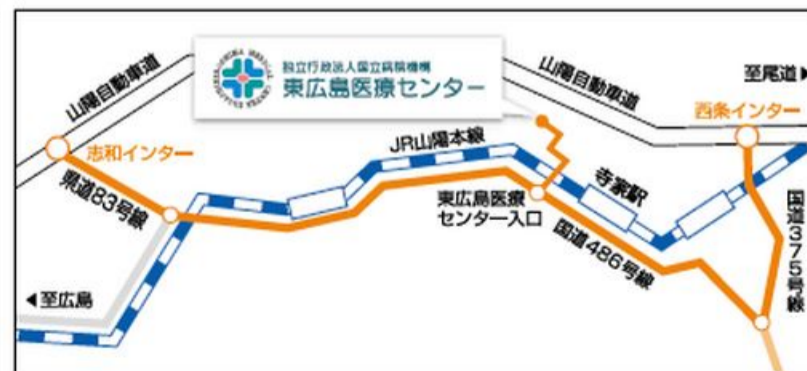 山陽自動車道
独立行政法人国立病院機構
東広島医療センター
山陽自動車道
至尾道▶
志和インター
JR山陽本線
西条インター
県道83号線
東広島医療
センター入口
寺家駅
国道486号線
国道375号線
◀至広島